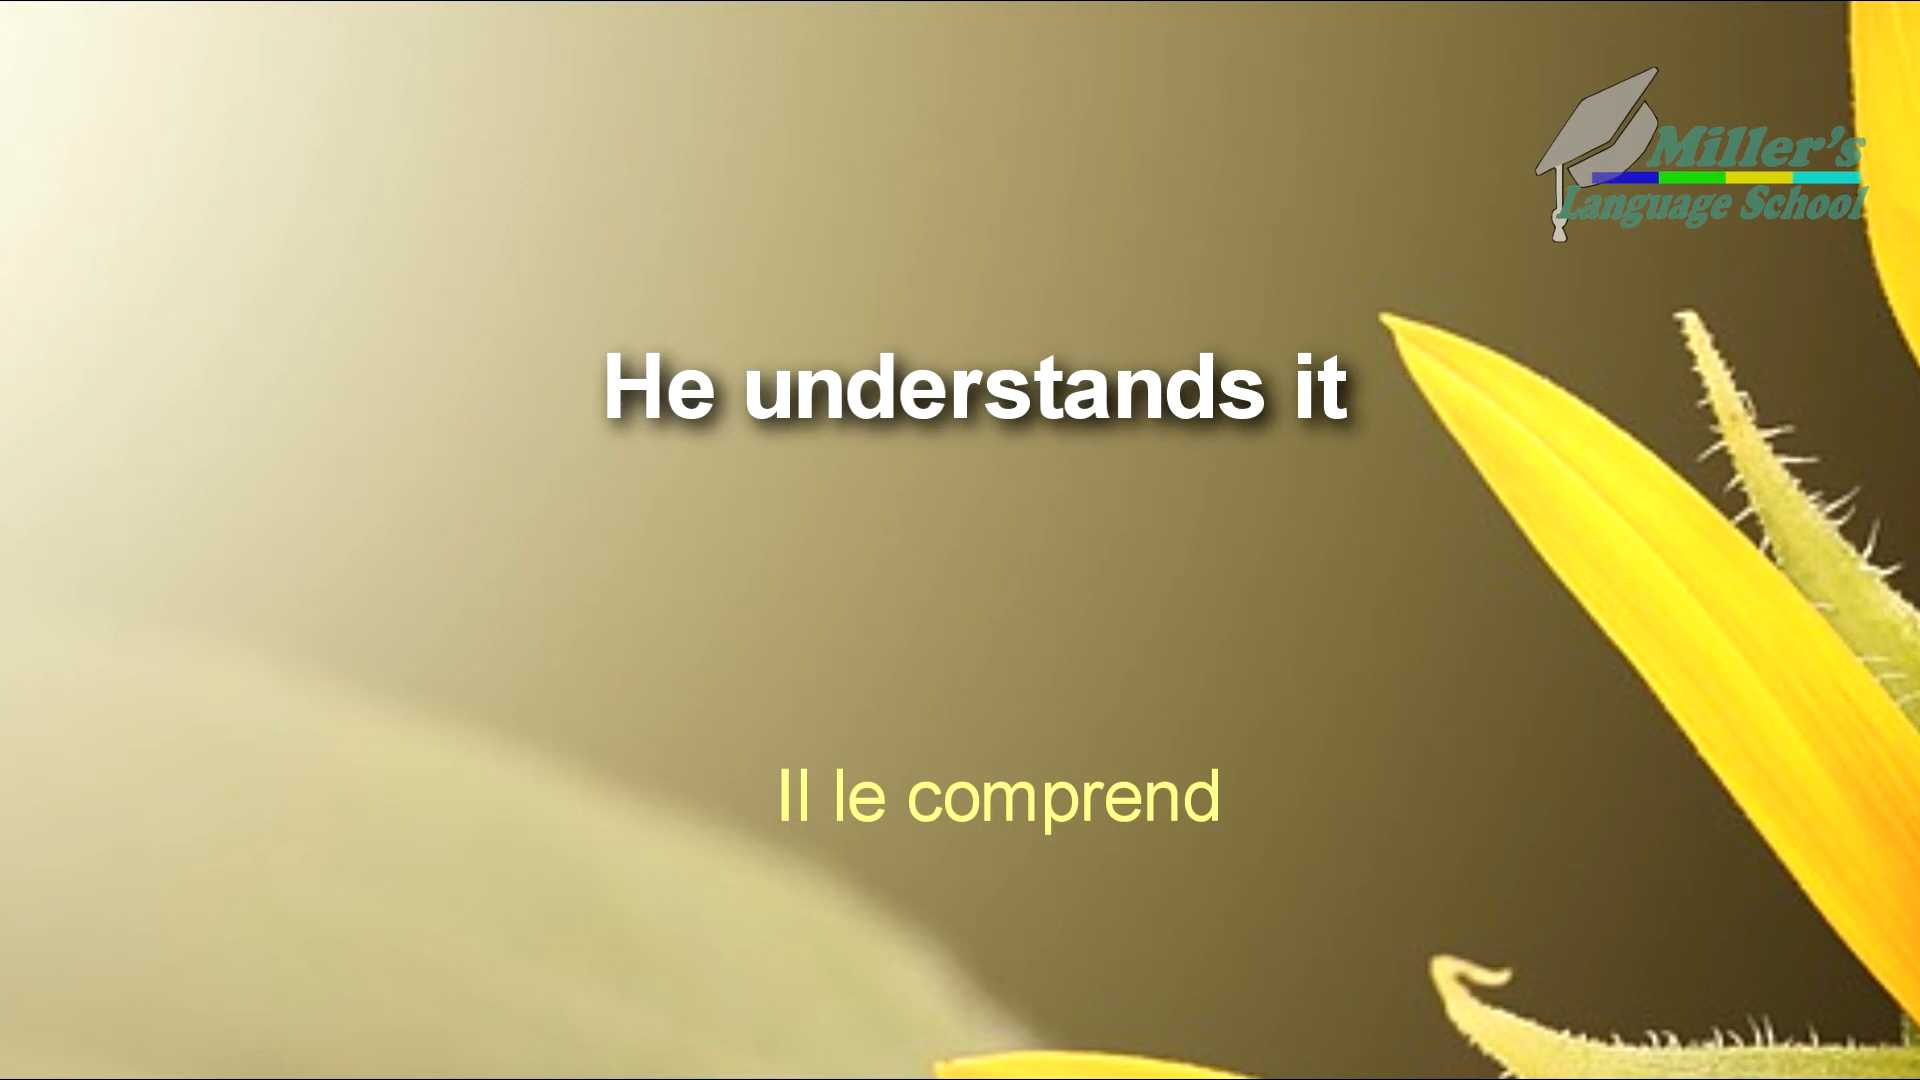 Miller's
Language School
He understands it
Il le comprend